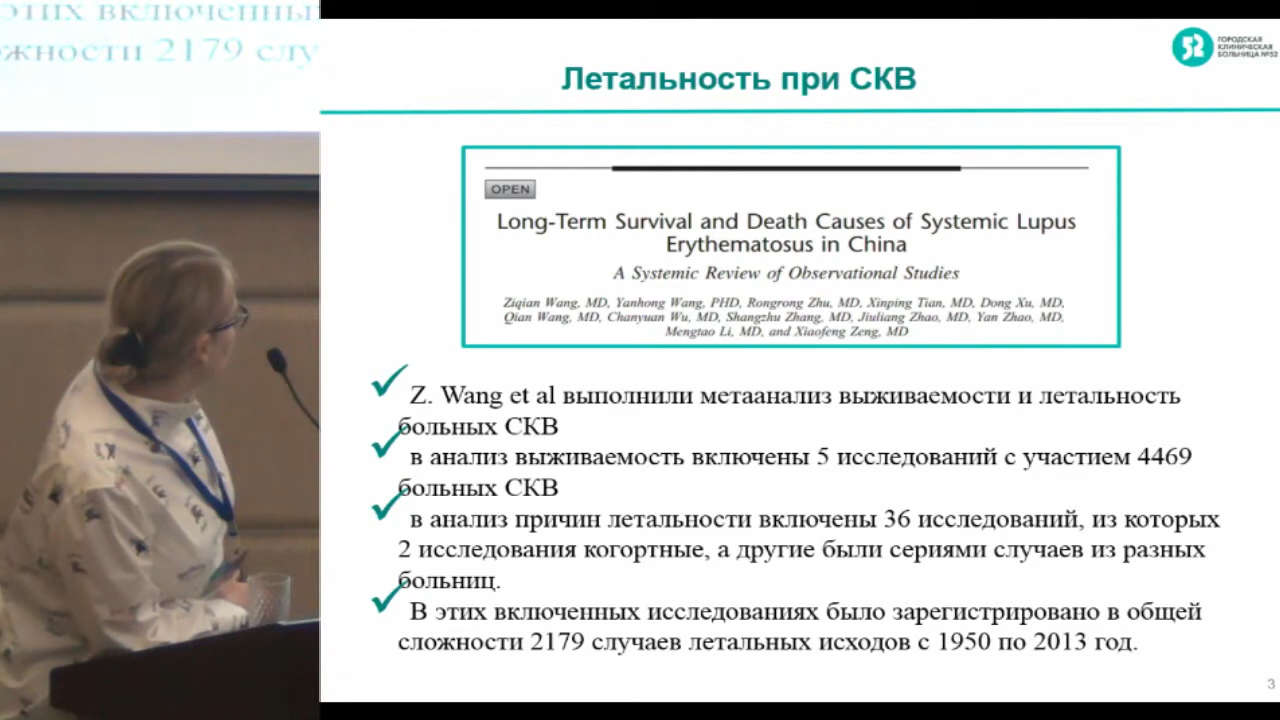 этих включенны
жности 2179 слу
ГОРОДСКАЯ
КЛИНИЧЕСКАЯ
БОЛЬНИЦА №52
52
Летальность при СКВ
OPEN
Long-Term Survival and Death Causes of Systemic Lupus
Erythematosus in China
A Systemic Review of Observational Studies
Ziqian Wang, MD, Yanhong Wang, PHD, Rongrong Zhu, MD, Xinping Tian, MD, Dong Xu, MD,
Qian Wang, MD, Chanyuan Wu, MD, Shangzhu Zhang, MD, Jiuliang Zhao, MD, Yan Zhao, MD,
Mengtao Li, MD, and Xiaofeng Zeng, MD
Z. Wang et al выполнили метаанализ выживаемости и летальность
больных СКВ
в анализ выживаемость включены 5 исследований с участием 4469
больных СКВ
в анализ причин летальности включены 36 исследований, из которых
2 исследования когортные, а другие были сериями случаев из разных
больниц.
В этих включенных исследованиях было зарегистрировано в общей
сложности 2179 случаев летальных исходов с 1950 по 2013 год.
3